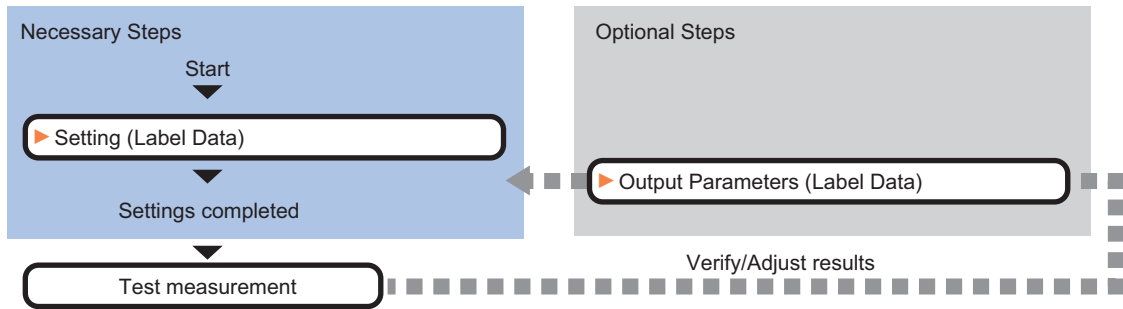 Necessary Steps
Start
Setting (Label Data)
Settings completed
Test measurement
Optional Steps
Output Parameters (Label Data)
Verify/Adjust results